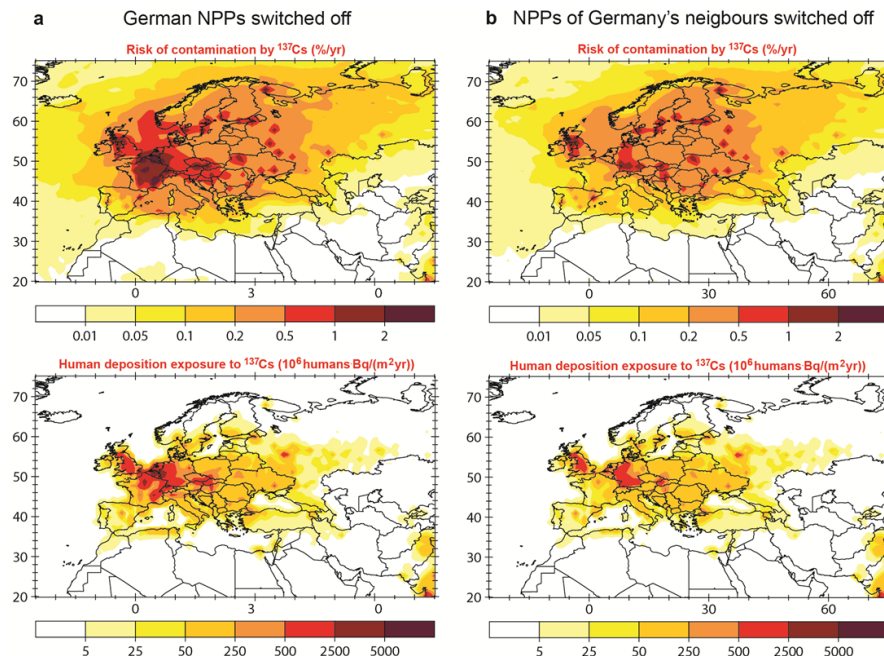 a German NPPs switched off
Risk of contamination by ¹³⁷Cs (%/yr)
70
60
50
40
30
20
0 3 0
0.01 0.05 0.1 0.2 0.5 1 2
Human deposition exposure to ¹³⁷Cs (10⁶ humans Bq/(m² yr))
70
60
50
40
30
20
0 3 0
5 25 50 250 500 2500 5000
b NPPs of Germany's neigbours switched off
Risk of contamination by ¹³⁷Cs (%/yr)
70
60
50
40
30
20
0 30 60
0.01 0.05 0.1 0.2 0.5 1 2
Human deposition exposure to ¹³⁷Cs (10⁶ humans Bq/(m² yr))
70
60
50
40
30
20
0 30 60
5 25 50 250 500 2500 5000